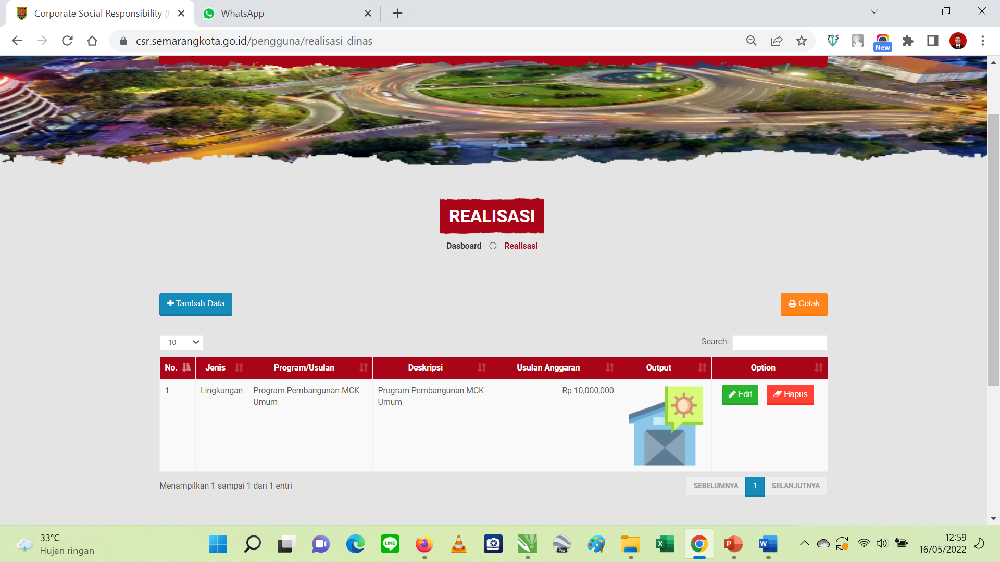 Corporate Social Responsibility (
WhatsApp
csr.semarangkota.go.id/pengguna/realisasi_dinas
New
REALISASI
Dasboard Realisasi
Tambah Data
Cetak
10
Search:
No. Jenis Program/Usulan Deskripsi Usulan Anggaran Output Option
1 Lingkungan Program Pembangunan MCK Program Pembangunan MCK Rp 10,000,000 Edit Hapus
Umum Umum
Menampilkan 1 sampai 1 dari 1 entri
SEBELUMNYA 1 SELANJUTNYA
33°C
Hujan ringan
LINE
Pro
X
P
W
12:59
16/05/2022